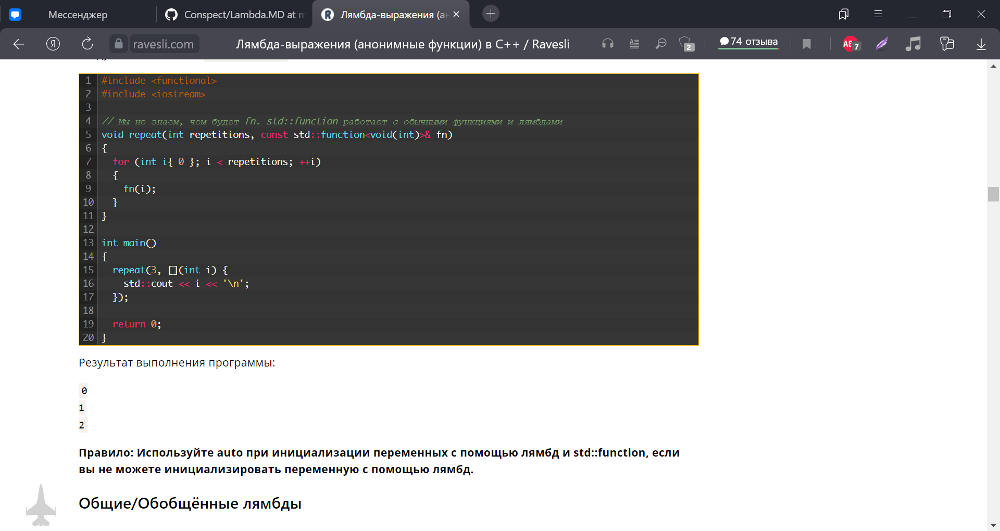 Мессенджер
Conspect/Lambda.MD at m
Лямбда-выражения (ан
Я
ravesli.com
Лямбда-выражения (анонимные функции) в C++ / Ravesli
2
74 отзыва
7
1 #include <functional>
2 #include <iostream>
3
4 // Мы не знаем, чем будет fn. std::function работает с обычными функциями и лямбдами
5 void repeat(int repetitions, const std::function<void(int)>& fn)
6 {
7 for (int i{ 0 }; i < repetitions; ++i)
8 {
9 fn(i);
10 }
11 }
12
13 int main()
14 {
15 repeat(3, [](int i) {
16 std::cout << i << '\n';
17 });
18
19 return 0;
20 }
Результат выполнения программы:
0
1
2
Правило: Используйте auto при инициализации переменных с помощью лямбд и std::function, если
вы не можете инициализировать переменную с помощью лямбд.
Общие/Обобщённые лямбды